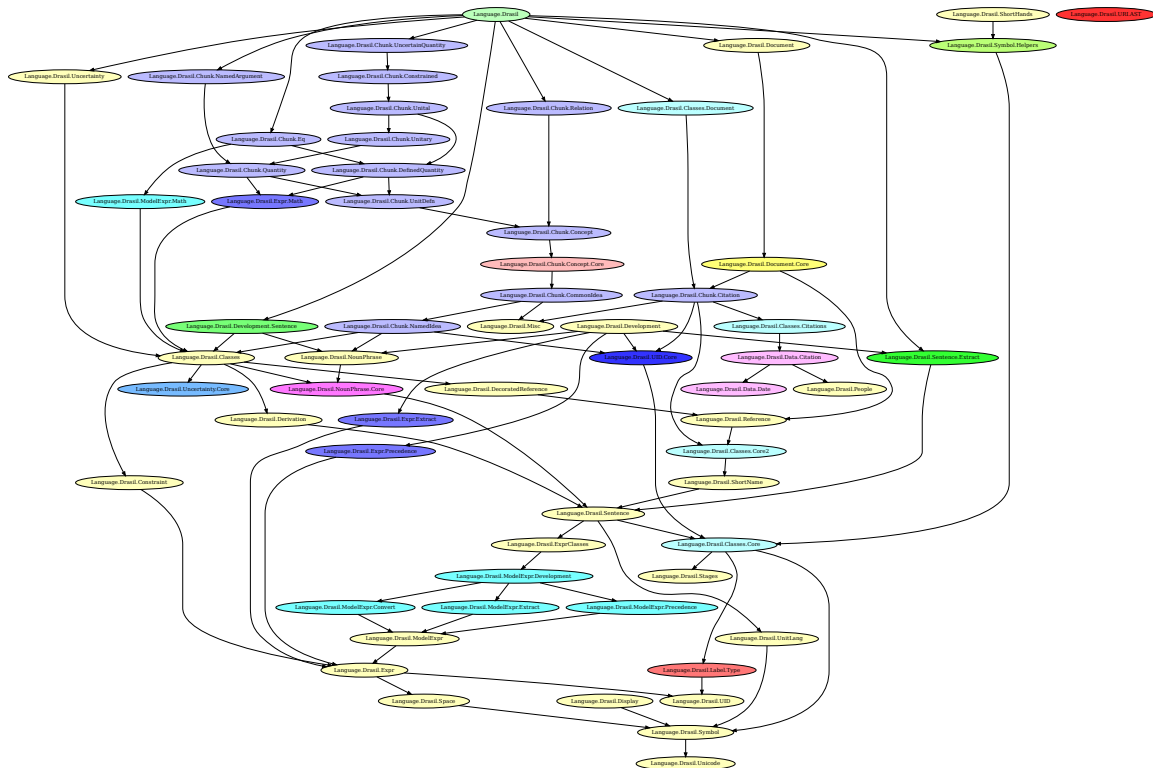 Language.Drasil
Language.Drasil.ShortHands
Language.Drasil.URI.AST
Language.Drasil.Chunk.UncertainQuantity
Language.Drasil.Document
Language.Drasil.Symbol.Helpers
Language.Drasil.Uncertainty
Language.Drasil.Chunk.NamedArgument
Language.Drasil.Chunk.Constrained
Language.Drasil.Chunk.Unital
Language.Drasil.Chunk.Relation
Language.Drasil.Classes.Document
Language.Drasil.Chunk.Eq
Language.Drasil.Chunk.Unitary
Language.Drasil.Chunk.Quantity
Language.Drasil.Chunk.DefinedQuantity
Language.Drasil.ModelExpr.Math
Language.Drasil.Expr.Math
Language.Drasil.Chunk.UnitDefn
Language.Drasil.Chunk.Concept
Language.Drasil.Chunk.Concept.Core
Language.Drasil.Document.Core
Language.Drasil.Chunk.CommonIdea
Language.Drasil.Chunk.Citation
Language.Drasil.Development.Sentence
Language.Drasil.Chunk.NamedIdea
Language.Drasil.Misc
Language.Drasil.Development
Language.Drasil.Classes.Citations
Language.Drasil.Classes
Language.Drasil.NounPhrase
Language.Drasil.UID.Core
Language.Drasil.Data.Citation
Language.Drasil.Sentence.Extract
Language.Drasil.Uncertainty.Core
Language.Drasil.NounPhrase.Core
Language.Drasil.DecoratedReference
Language.Drasil.Data.Date
Language.Drasil.People
Language.Drasil.Derivation
Language.Drasil.Expr.Extract
Language.Drasil.Reference
Language.Drasil.Expr.Precedence
Language.Drasil.Classes.Core2
Language.Drasil.Constraint
Language.Drasil.ShortName
Language.Drasil.Sentence
Language.Drasil.ExprClasses
Language.Drasil.Classes.Core
Language.Drasil.ModelExpr.Development
Language.Drasil.Stages
Language.Drasil.ModelExpr.Convert
Language.Drasil.ModelExpr.Extract
Language.Drasil.ModelExpr.Precedence
Language.Drasil.ModelExpr
Language.Drasil.UnitLang
Language.Drasil.Expr
Language.Drasil.Label.Type
Language.Drasil.Space
Language.Drasil.Display
Language.Drasil.UID
Language.Drasil.Symbol
Language.Drasil.Unicode